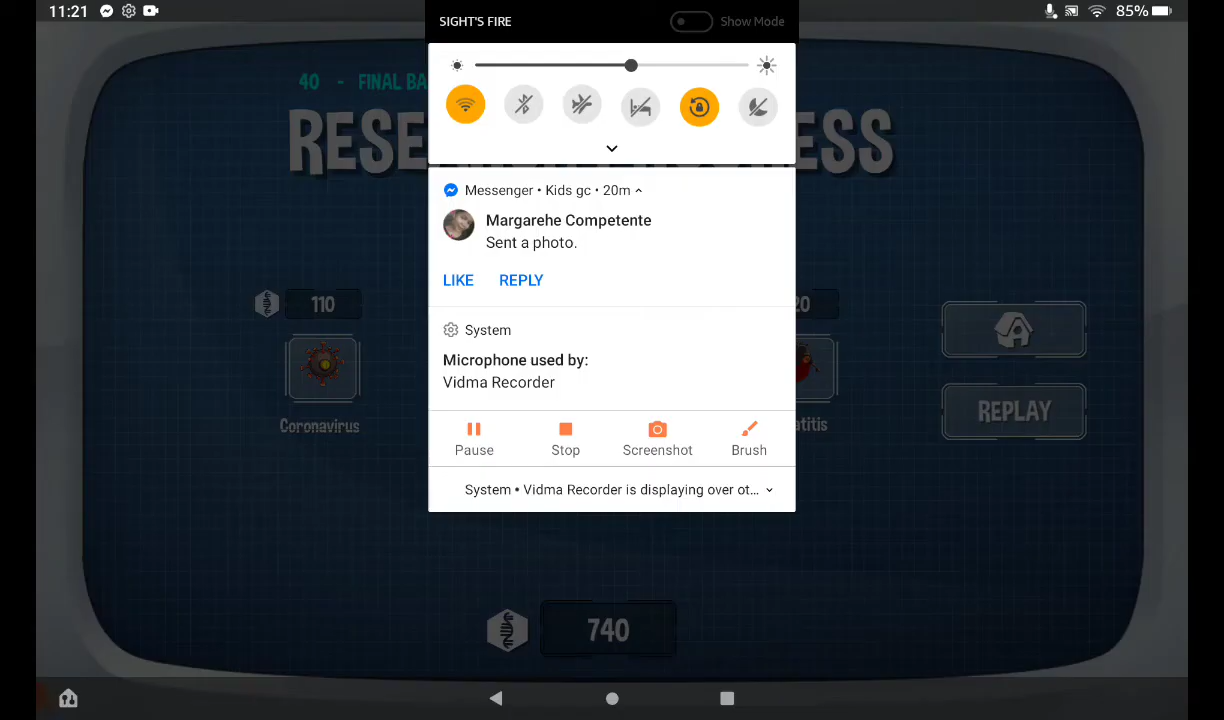 11:21
85%
SIGHT'S FIRE
Show Mode
40 - FINAL BA
RESE
ESS
Messenger • Kids gc • 20m
Margarehe Competente
Sent a photo.
LIKE REPLY
System
Microphone used by:
Vidma Recorder
Pause Stop Screenshot Brush
System • Vidma Recorder is displaying over ot...
110
20
Coronavirus
atitis
REPLAY
740